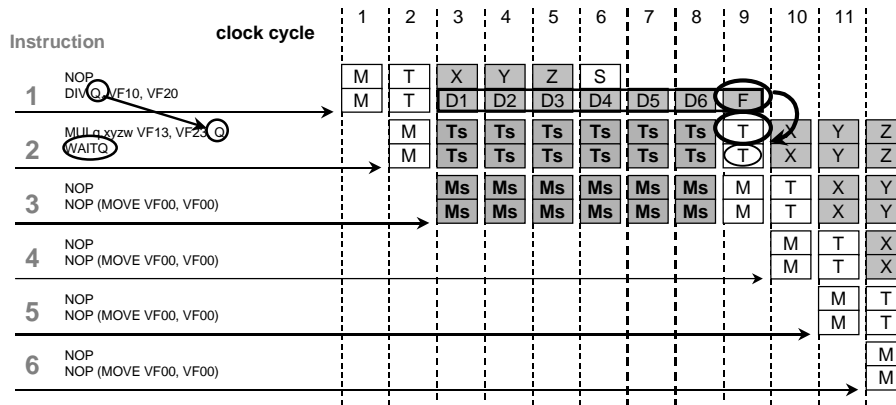 1 2 3 4 5 6 7 8 9 10 11
clock cycle
Instruction
NOP M T X Y Z S
1 DIV Q, VF10, VF20 M T D1 D2 D3 D4 D5 D6 F
MULq.xyzw VF13, VF23, Q M Ts Ts Ts Ts Ts Ts T X Y Z
2 WAITQ M Ts Ts Ts Ts Ts Ts T X Y Z
NOP Ms Ms Ms Ms Ms Ms M T X Y
3 NOP (MOVE VF00, VF00) Ms Ms Ms Ms Ms Ms M T X Y
NOP M T X
4 NOP (MOVE VF00, VF00) M T X
NOP M T
5 NOP (MOVE VF00, VF00) M T
NOP M
6 NOP (MOVE VF00, VF00) M